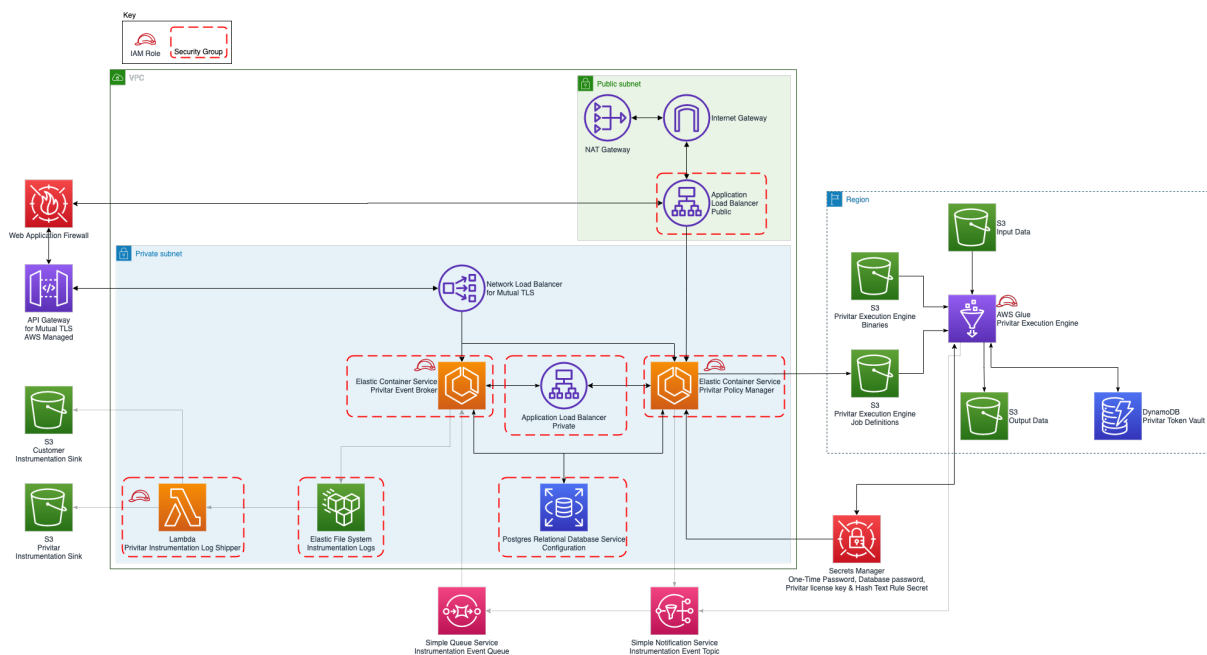 Key
IAM Role
Security Group
VPC
Public subnet
NAT Gateway
Internet Gateway
Application
Load Balancer
Public
Web Application Firewall
API Gateway
for Mutual TLS
AWS Managed
Private subnet
Network Load Balancer
for Mutual TLS
Elastic Container Service
Privitar Event Broker
Application Load Balancer
Private
Elastic Container Service
Privitar Policy Manager
Region
S3
Input Data
S3
Privitar Execution Engine
Binaries
AWS Glue
Privitar Execution Engine
S3
Privitar Execution Engine
Job Definitions
S3
Output Data
DynamoDB
Privitar Token Vault
S3
Customer
Instrumentation Sink
S3
Privitar
Instrumentation Sink
Lambda
Privitar Instrumentation Log Shipper
Elastic File System
Instrumentation Logs
Postgres Relational Database Service
Configuration
Secrets Manager
One-Time Password, Database password,
Privitar license key & Hash Text Rule Secret
Simple Queue Service
Instrumentation Event Queue
Simple Notification Service
Instrumentation Event Topic